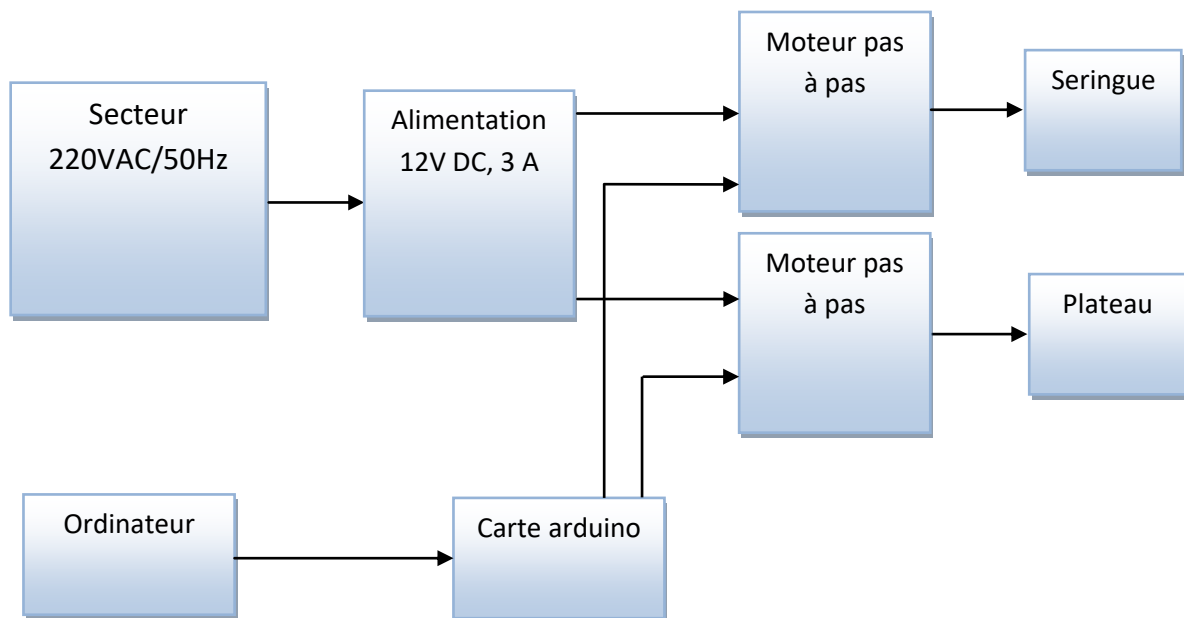 Secteur
220VAC/50Hz
Alimentation
12V DC, 3 A
Moteur pas
à pas
Seringue
Moteur pas
à pas
Plateau
Ordinateur
Carte arduino